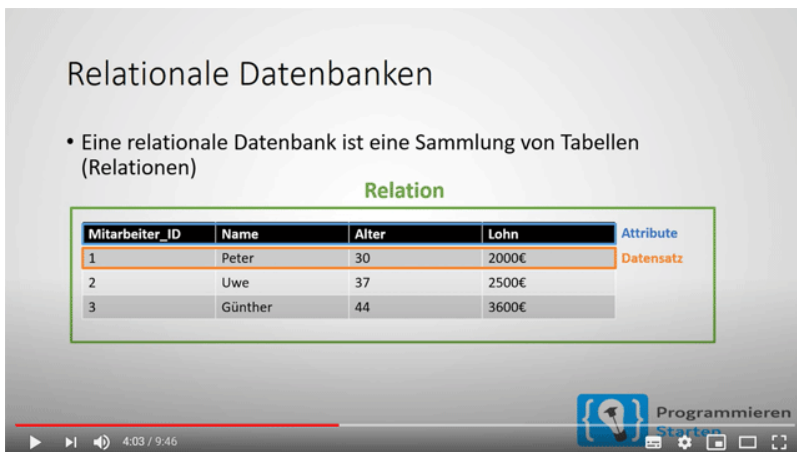 Relationale Datenbanken
• Eine relationale Datenbank ist eine Sammlung von Tabellen
(Relationen)
Relation
Mitarbeiter_ID Name Alter Lohn Attribute
1 Peter 30 2000€ Datensatz
2 Uwe 37 2500€
3 Günther 44 3600€
Programmieren
Starten
4:03 / 9:46